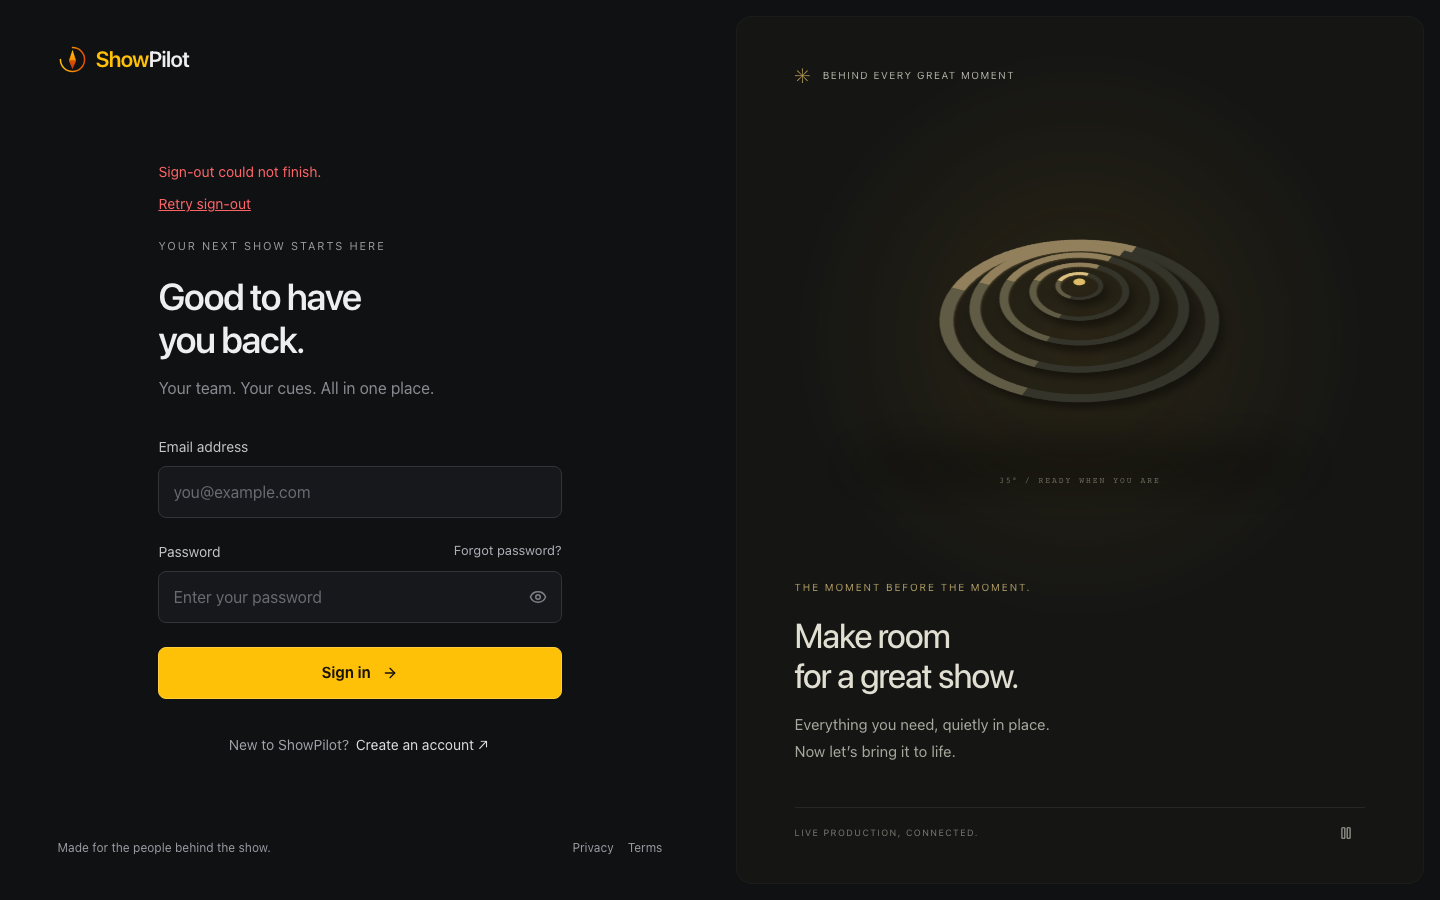 ShowPilot
Sign-out could not finish.
Retry sign-out
YOUR NEXT SHOW STARTS HERE
Good to have
you back.
Your team. Your cues. All in one place.
Email address
you@example.com
Password
Forgot password?
Enter your password
Sign in →
New to ShowPilot? Create an account ↗
Made for the people behind the show.
Privacy
Terms
BEHIND EVERY GREAT MOMENT
35° / READY WHEN YOU ARE
THE MOMENT BEFORE THE MOMENT.
Make room
for a great show.
Everything you need, quietly in place.
Now let’s bring it to life.
LIVE PRODUCTION, CONNECTED.